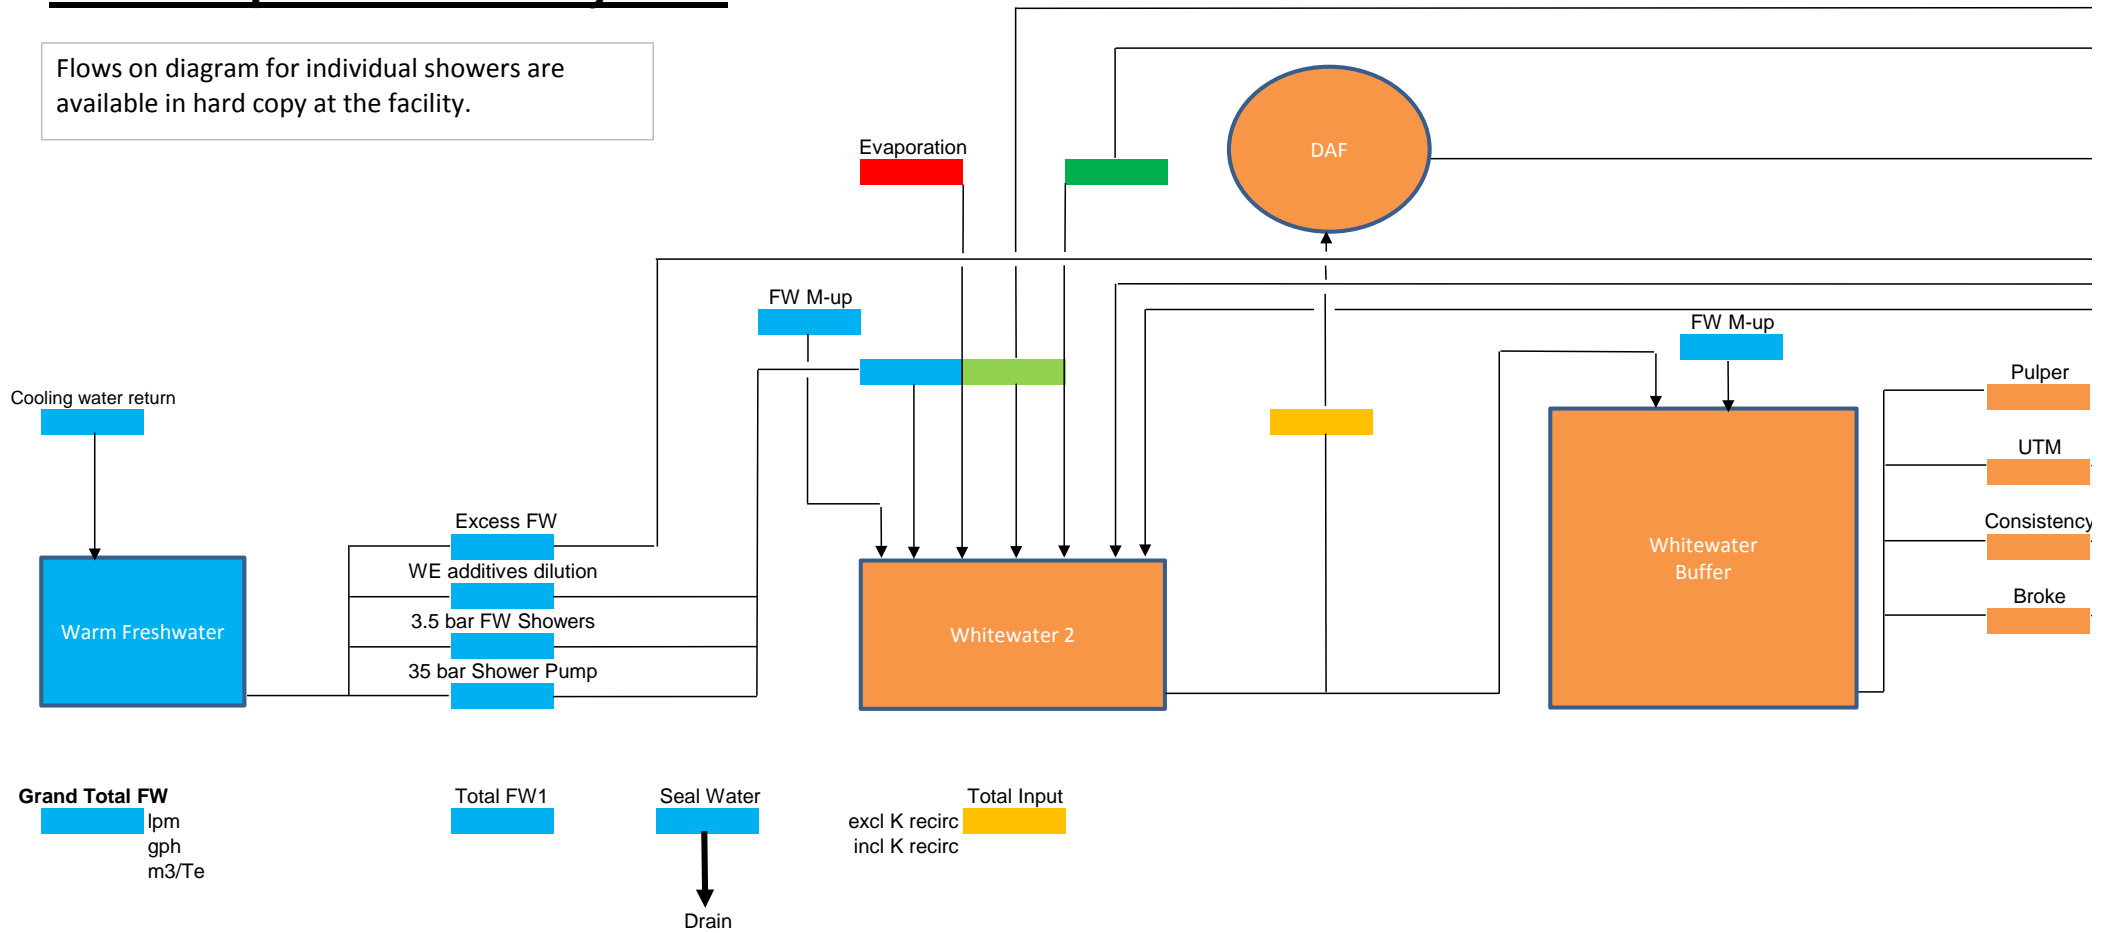 Flows on diagram for individual showers are
available in hard copy at the facility.
Evaporation
DAF
FW M-up
FW M-up
Cooling water return
Pulper
UTM
Consistency
Broke
Excess FW
WE additives dilution
3.5 bar FW Showers
35 bar Shower Pump
Warm Freshwater
Whitewater 2
Whitewater
Buffer
Grand Total FW
lpm
gph
m3/Te
Total FW1
Seal Water
Drain
Total Input
excl K recirc
incl K recirc